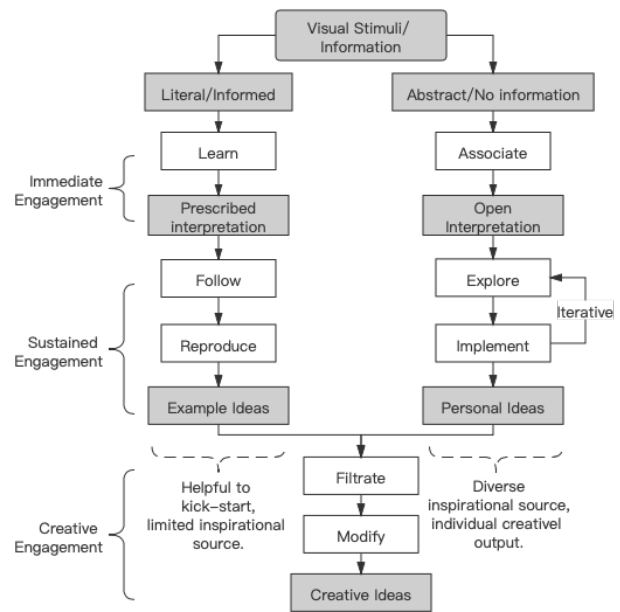 Visual Stimuli/
Information
Literal/Informed
Abstract/No information
Learn
Associate
Immediate
Engagement
Prescribed
interpretation
Open
Interpretation
Follow
Explore
Iterative
Sustained
Engagement
Reproduce
Implement
Example Ideas
Personal Ideas
Helpful to
kick-start,
limited inspirational
source.
Filtrate
Diverse
inspirational source,
individual creativel
output.
Creative
Engagement
Modify
Creative Ideas